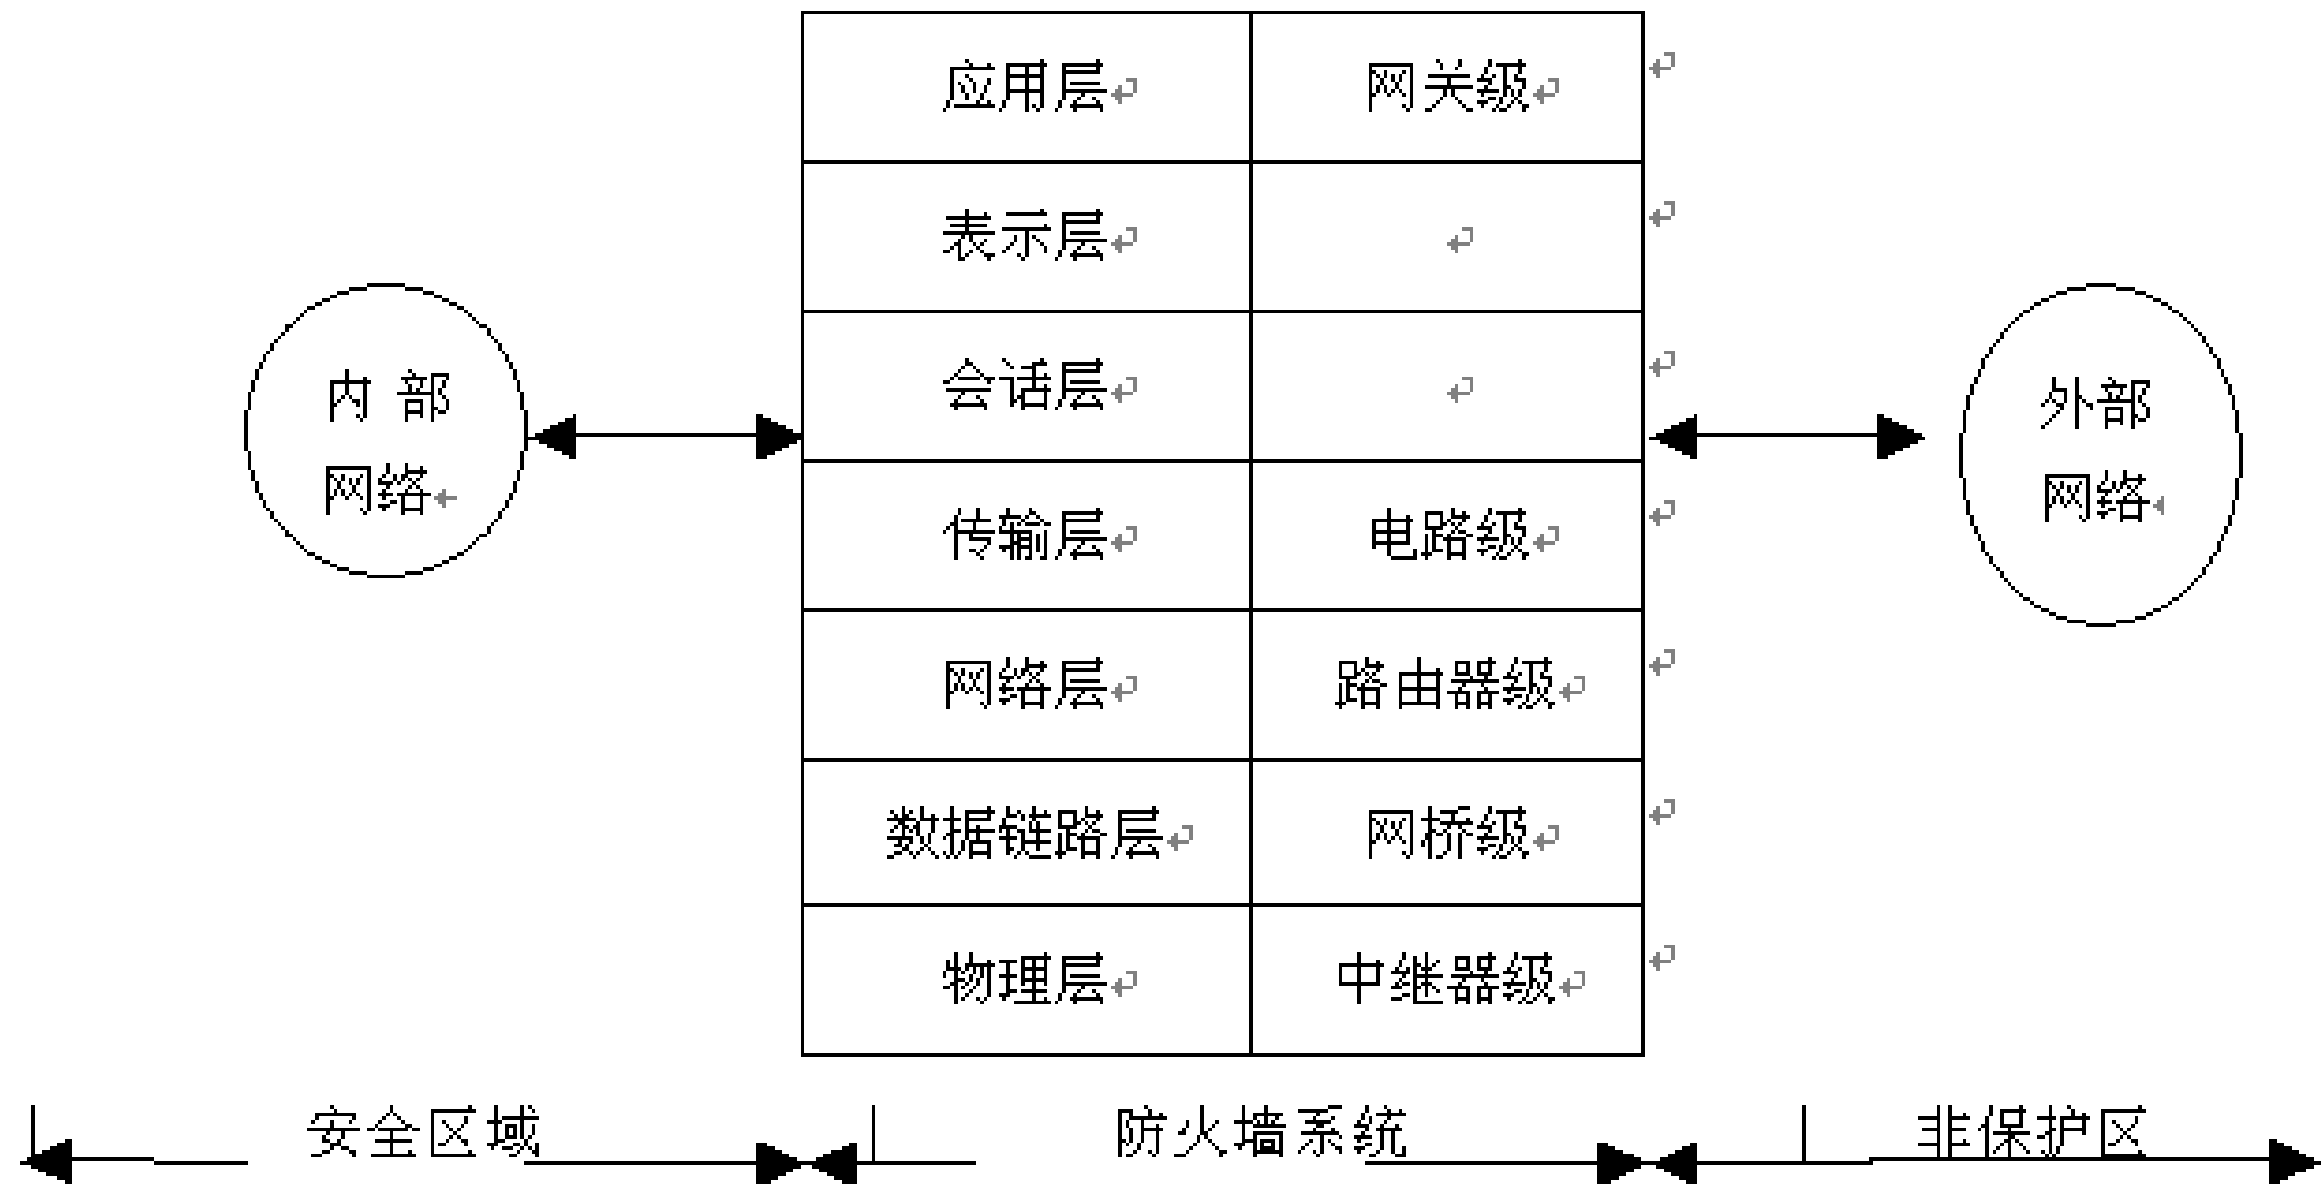 应用层 网关级
表示层
会话层
内 部
网络
外部
网络
传输层 电路级
网络层 路由器级
数据链路层 网桥级
物理层 中继器级
安全区域 防火墙系统 非保护区